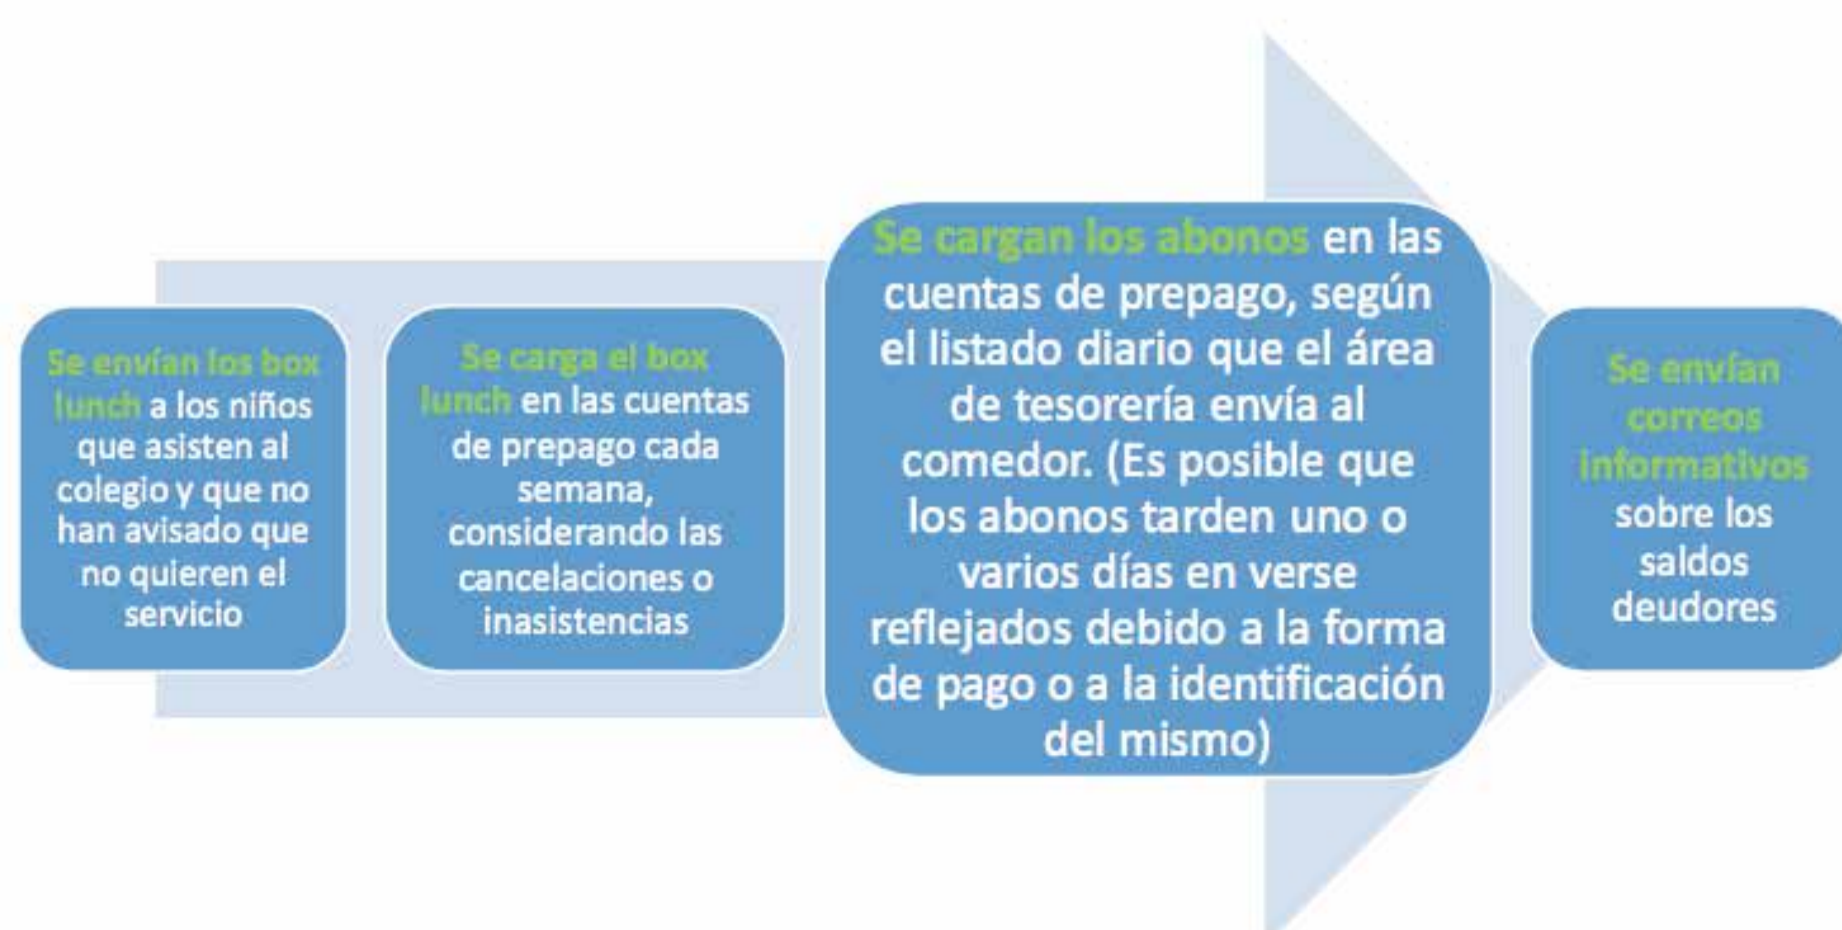 Se envían los box
lunch a los niños
que asisten al
colegio y que no
han avisado que
no quieren el
servicio
Se carga el box
lunch en las cuentas
de prepago cada
semana,
considerando las
cancelaciones o
inasistencias
Se cargan los abonos en las
cuentas de prepago, según
el listado diario que el área
de tesorería envía al
comedor. (Es posible que
los abonos tarden uno o
varios días en verse
reflejados debido a la forma
de pago o a la identificación
del mismo)
Se envían
correos
informativos
sobre los
saldos
deudores